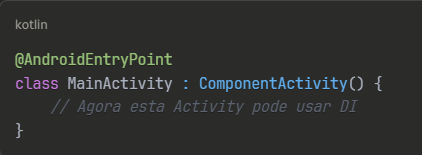 kotlin
@AndroidEntryPoint
class MainActivity : ComponentActivity() {
    // Agora esta Activity pode usar DI
}